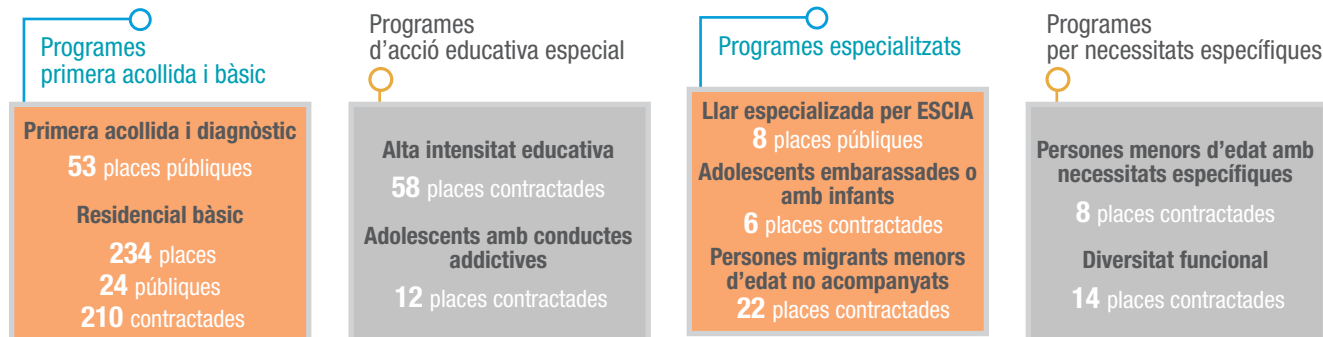 Programes
primera acollida i bàsic
Primera acollida i diagnòstic
53 places públiques
Residencial bàsic
234 places
24 públiques
210 contractades
Programes
d'acció educativa especial
Alta intensitat educativa
58 places contractades
Adolescents amb conductes
addictives
12 places contractades
Programes especialitzats
Llar especializada per ESCIA
8 places públiques
Adolescents embarassades o
amb infants
6 places contractades
Persones migrants menors
d'edat no acompanyats
22 places contractades
Programes
per necessitats específiques
Persones menors d'edat amb
necessitats específiques
8 places contractades
Diversitat funcional
14 places contractades